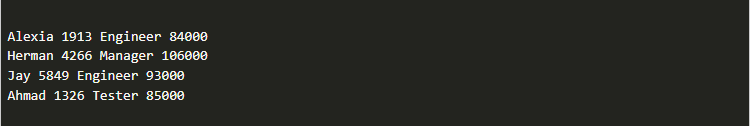 Alexia 1913 Engineer 84000
Herman 4266 Manager 106000
Jay 5849 Engineer 93000
Ahmad 1326 Tester 85000